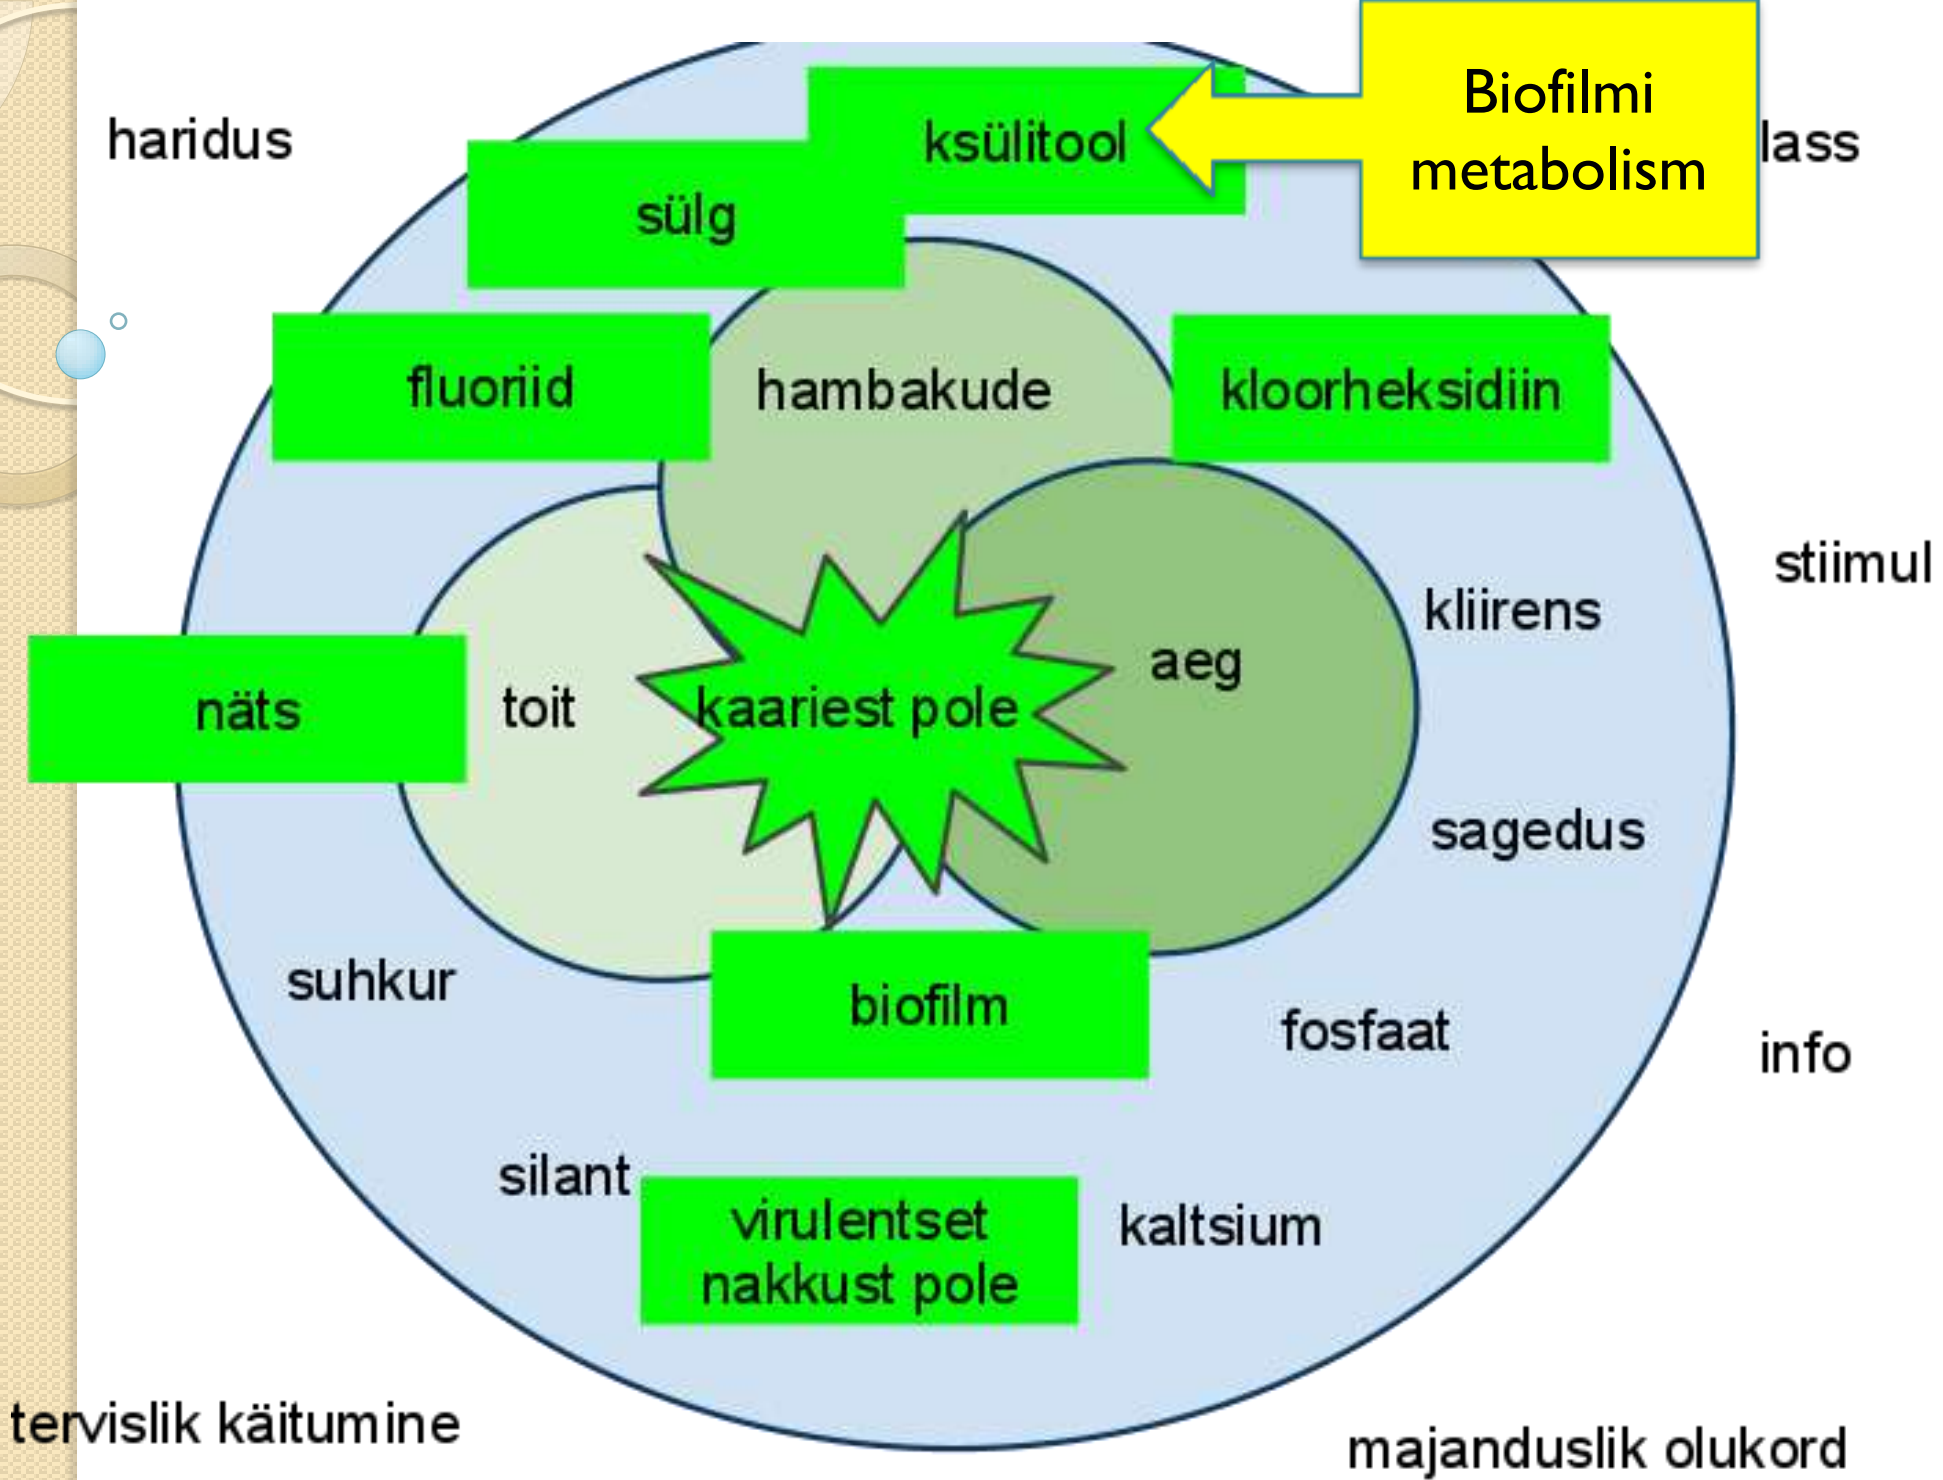 Biofilmi
metabolism
haridus
ksülitool
lass
sülg
fluoriid
hambakude
kloorheksidiin
stiimul
kliirens
aeg
näts
toit
kaariest pole
sagedus
suhkur
biofilm
fosfaat
info
silant
virulentset
nakkust pole
kaltsium
tervislik käitumine
majanduslik olukord